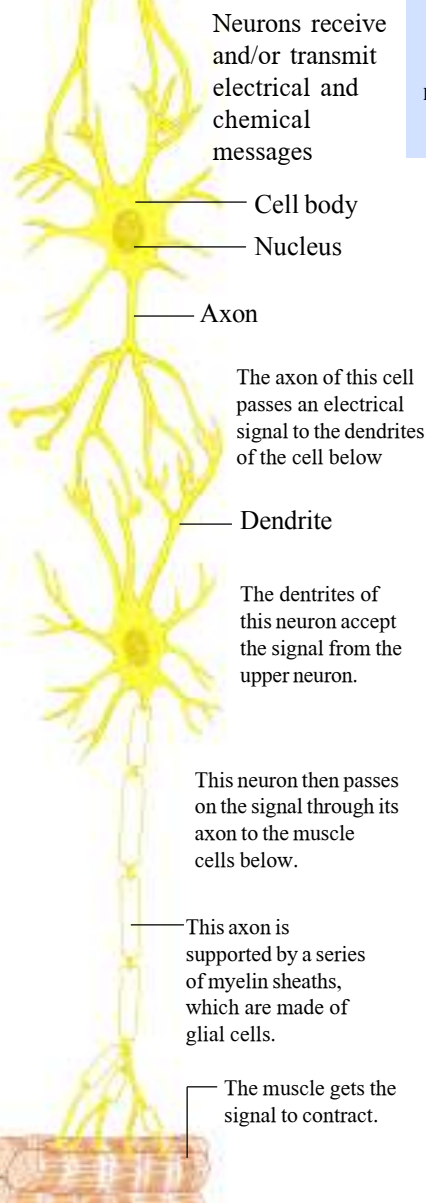 Neurons receive
and/or transmit
electrical and
chemical
messages
Cell body
Nucleus
Axon
The axon of this cell
passes an electrical
signal to the dendrites
of the cell below
Dendrite
The dentrites of
this neuron accept
the signal from the
upper neuron.
This neuron then passes
on the signal through its
axon to the muscle
cells below.
This axon is
supported by a series
of myelin sheaths,
which are made of
glial cells.
The muscle gets the
signal to contract.